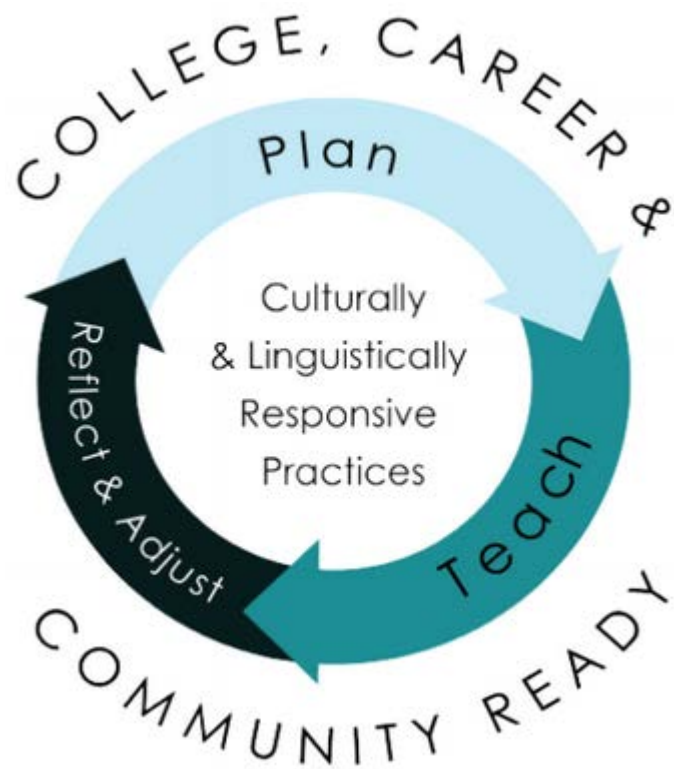 COLLEGE, CAREER &
Plan
Culturally
& Linguistically
Responsive
Practices
Teach
Reflect & Adjust
COMMUNITY READY